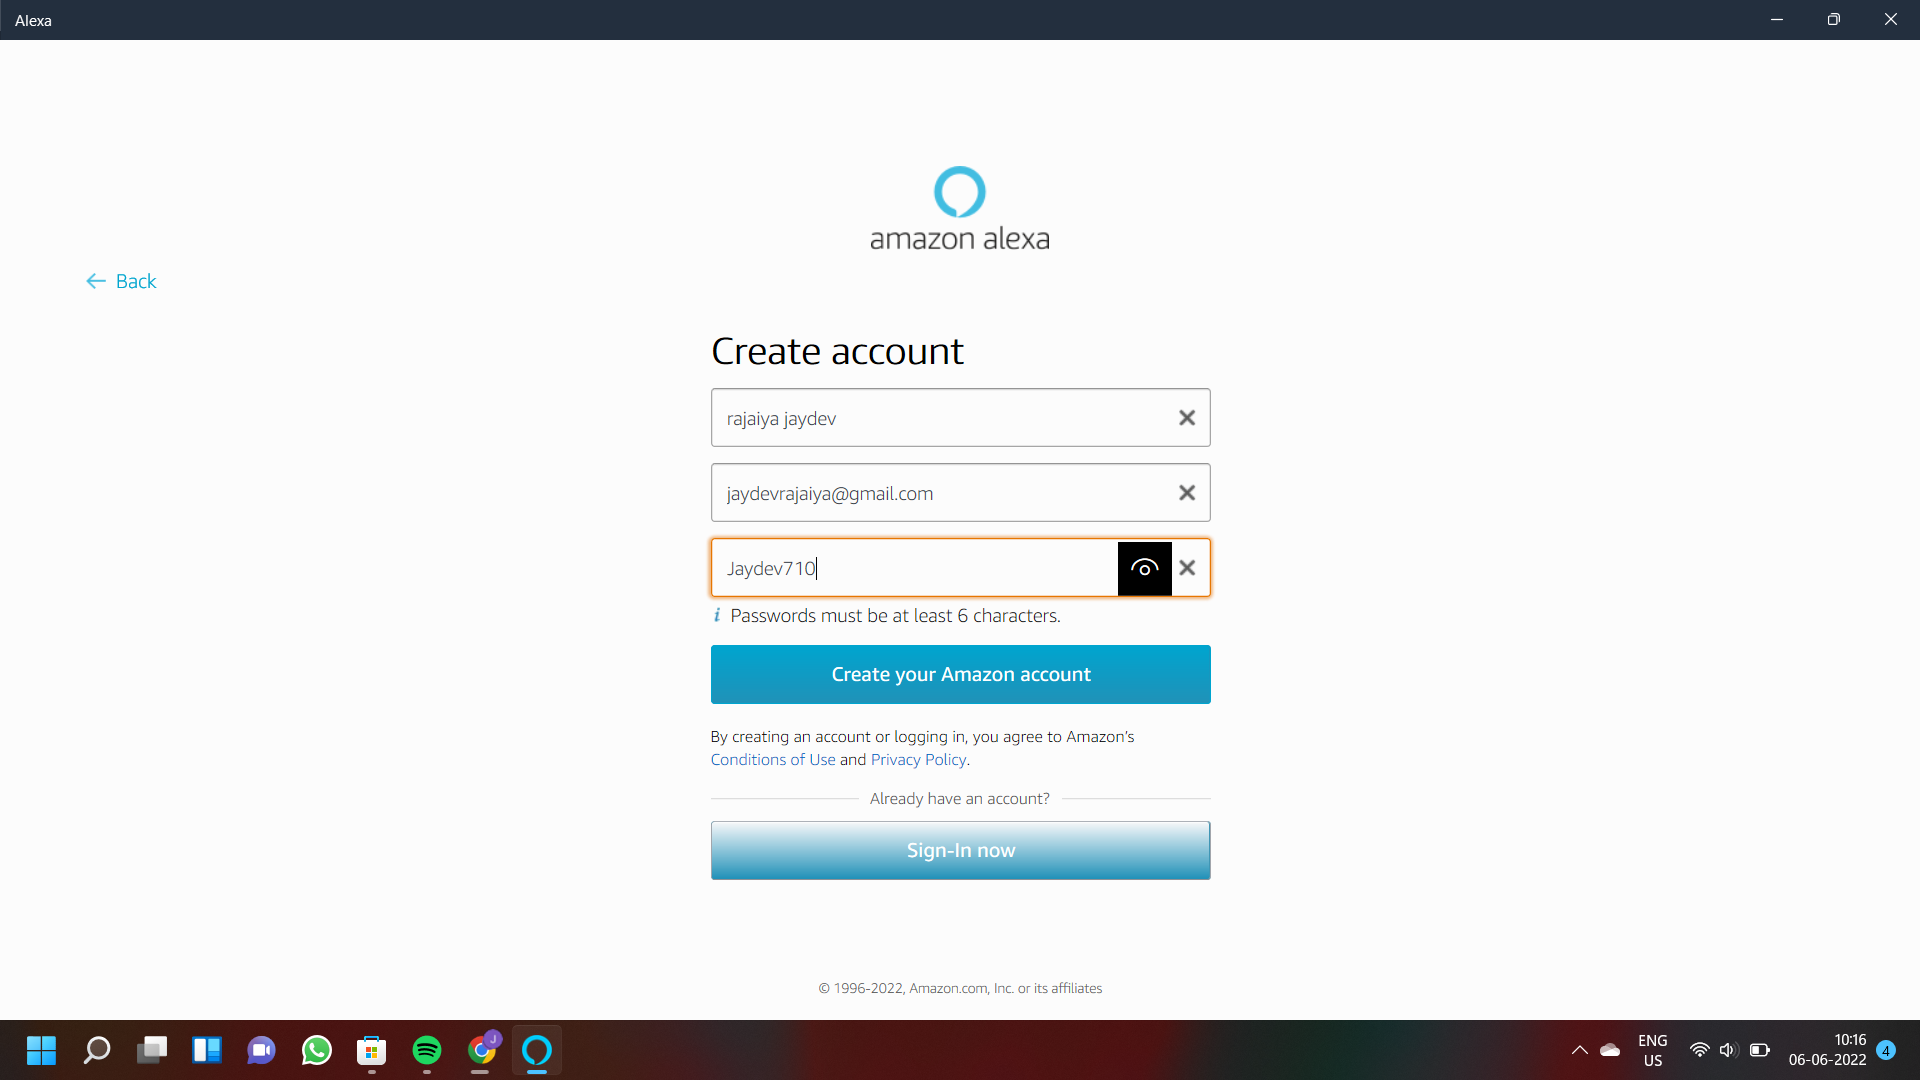 Alexa
amazon alexa
Back
Create account
rajaiya jaydev
jaydevrajaiya@gmail.com
Jaydev710
i Passwords must be at least 6 characters.
Create your Amazon account
By creating an account or logging in, you agree to Amazon's
Conditions of Use and Privacy Policy.
Already have an account?
Sign-In now
© 1996-2022, Amazon.com, Inc. or its affiliates
J
ENG
US
10:16
06-06-2022
4